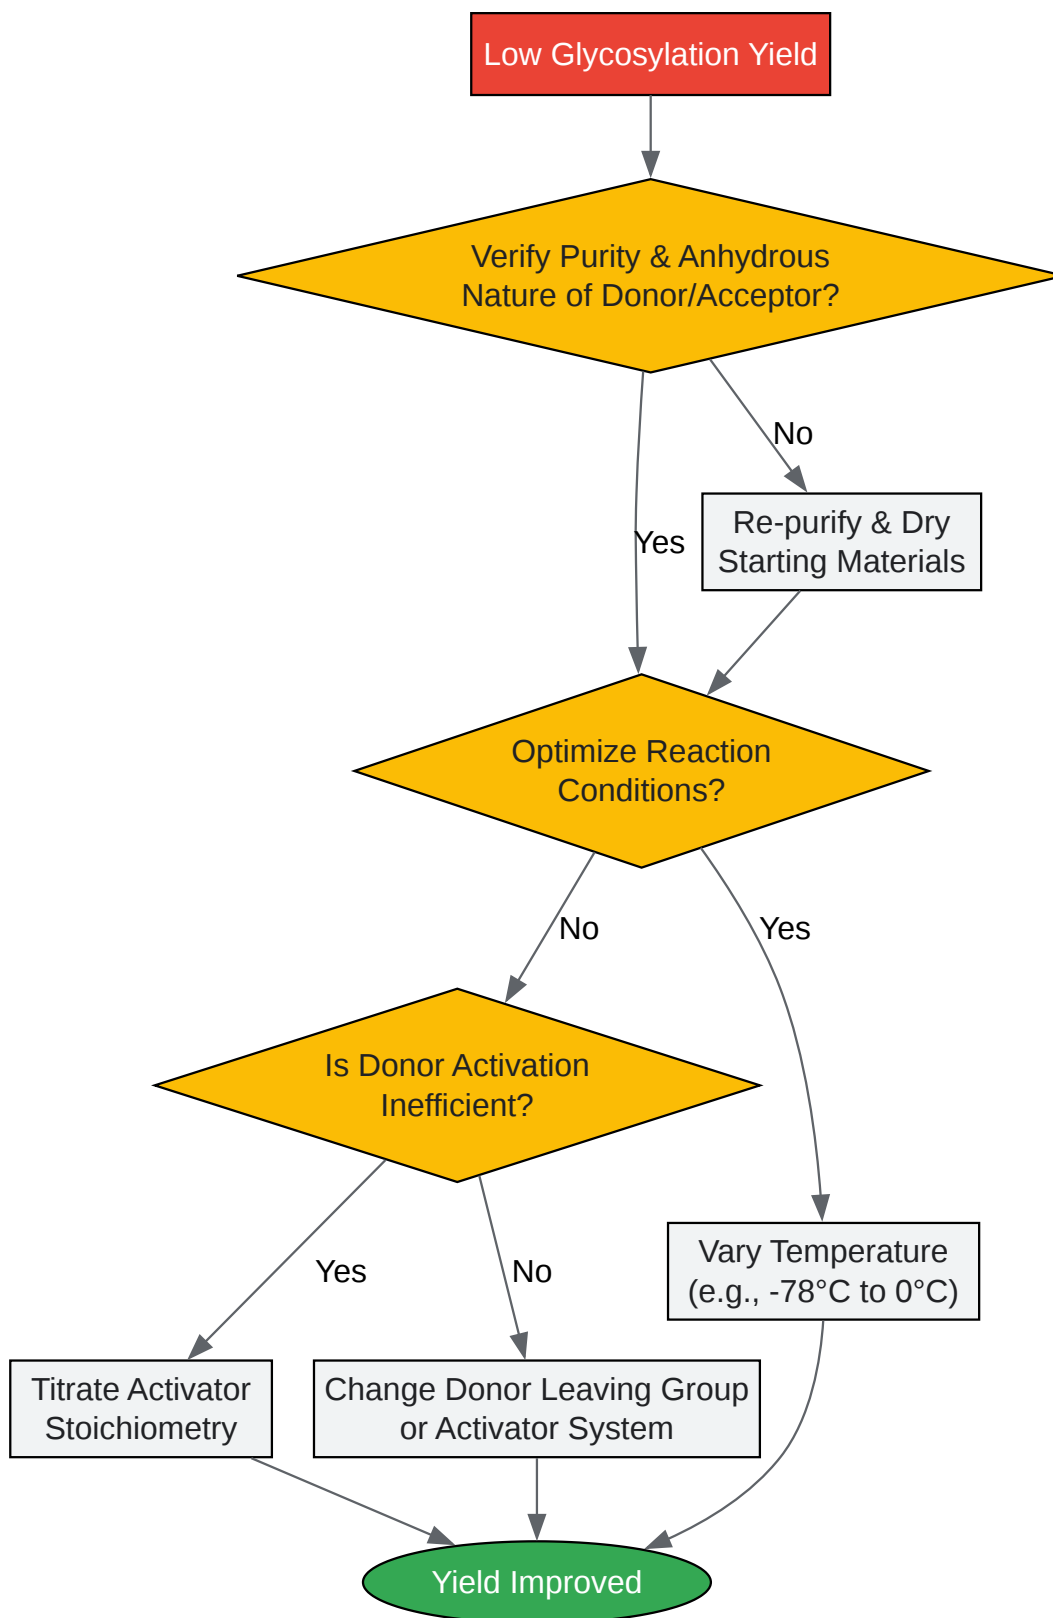 Low Glycosylation Yield
Verify Purity & Anhydrous
Nature of Donor/Acceptor?
No
Yes
Re-purify & Dry
Starting Materials
Optimize Reaction
Conditions?
No
Yes
Is Donor Activation
Inefficient?
Yes
No
Vary Temperature
(e.g., -78°C to 0°C)
Titrate Activator
Stoichiometry
Change Donor Leaving Group
or Activator System
Yield Improved